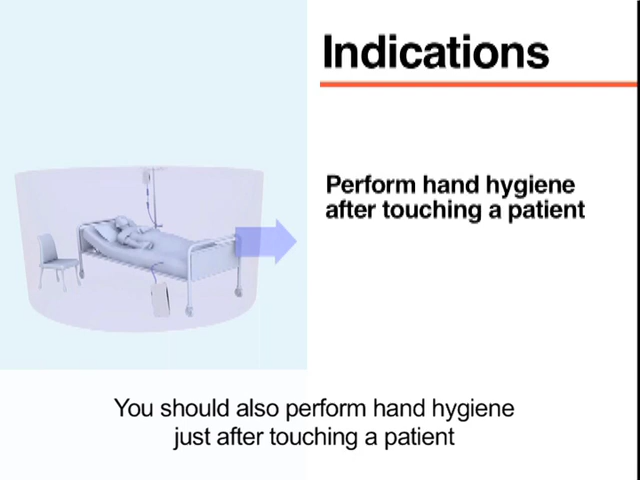 Indications
Perform hand hygiene
after touching a patient
You should also perform hand hygiene
just after touching a patient